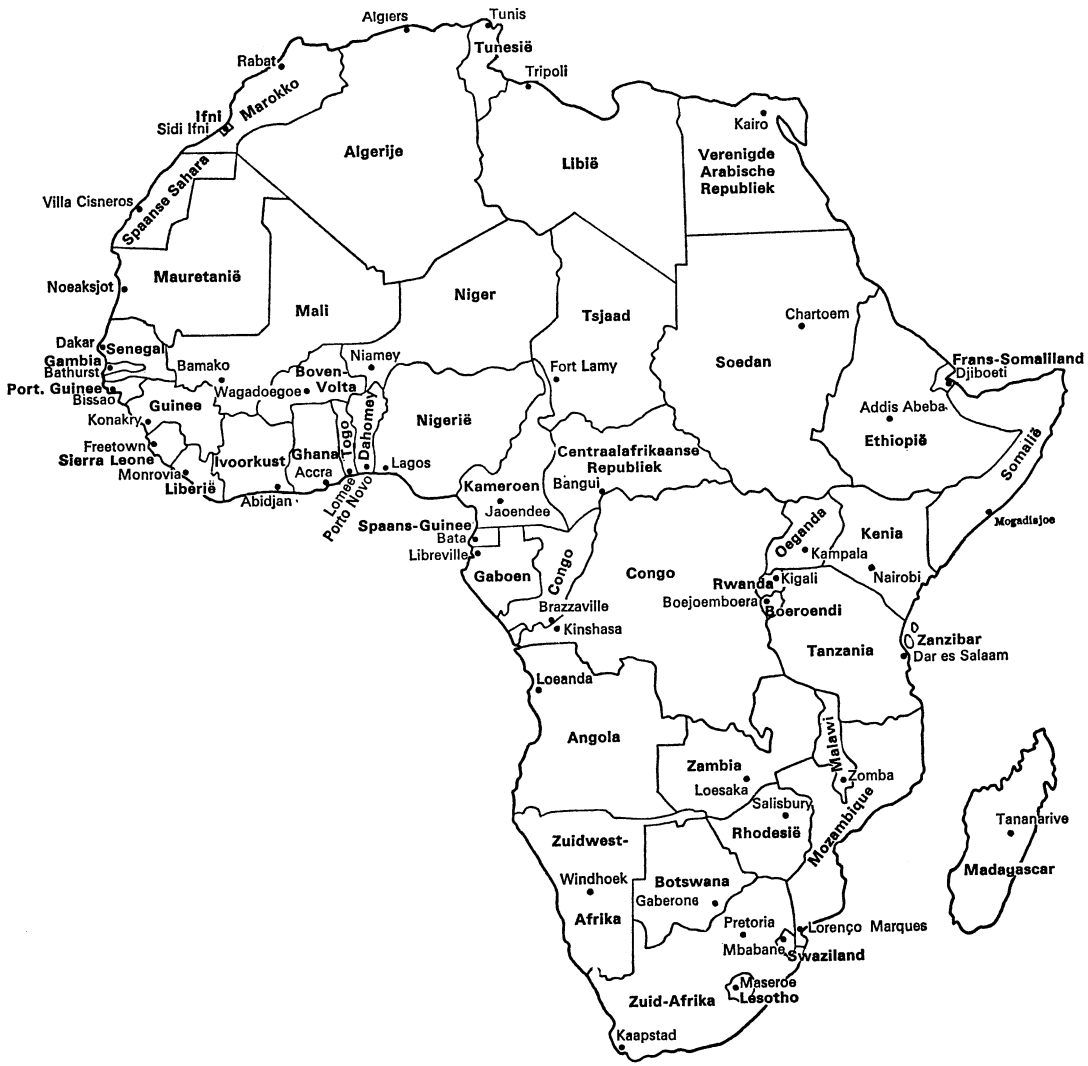 Algiers
Tunis
Tunesië
Rabat
Tripoli
Marokko
Ifni
Sidi Ifni
Kairo
Algerije
Libië
Verenigde
Arabische
Republiek
Spaanse Sahara
Villa Cisneros
Mauretanië
Noeaksjot
Mali
Niger
Tsjaad
Chartoem
Soedan
Dakar
Senegal
Gambia
Bathurst
Port. Guinee
Bissao
Bamako
Boven-
Volta
Niamey
Wagadoegoe
Fort Lamy
Frans-Somaliland
Djiboeti
Guinee
Konakry
Nigerië
Addis Abeba
Ethiopië
Somalië
Freetown
Sierra Leone
Monrovia
Liberië
Ivoorkust
Ghana
Accra
Togo
Dahomey
Lagos
Abidjan
Lomee
Porto Novo
Centraalafrikaanse
Republiek
Bangui
Kameroen
Jaoendee
Mogadisjoe
Spaans-Guinee
Bata
Libreville
Gaboen
Congo
Congo
Oeganda
Kampala
Kenia
Nairobi
Rwanda
Kigali
Boejoemboera
Boeroendi
Brazzaville
Kinshasa
Tanzania
Zanzibar
Dar es Salaam
Loeanda
Angola
Zambia
Loesaka
Malawi
Zomba
Mozambique
Salisbury
Rhodesië
Tananarive
Madagascar
Zuidwest-
Afrika
Windhoek
Botswana
Gaberone
Pretoria
Lorenço Marques
Mbabane
Swaziland
Maseroe
Lesotho
Zuid-Afrika
Kaapstad